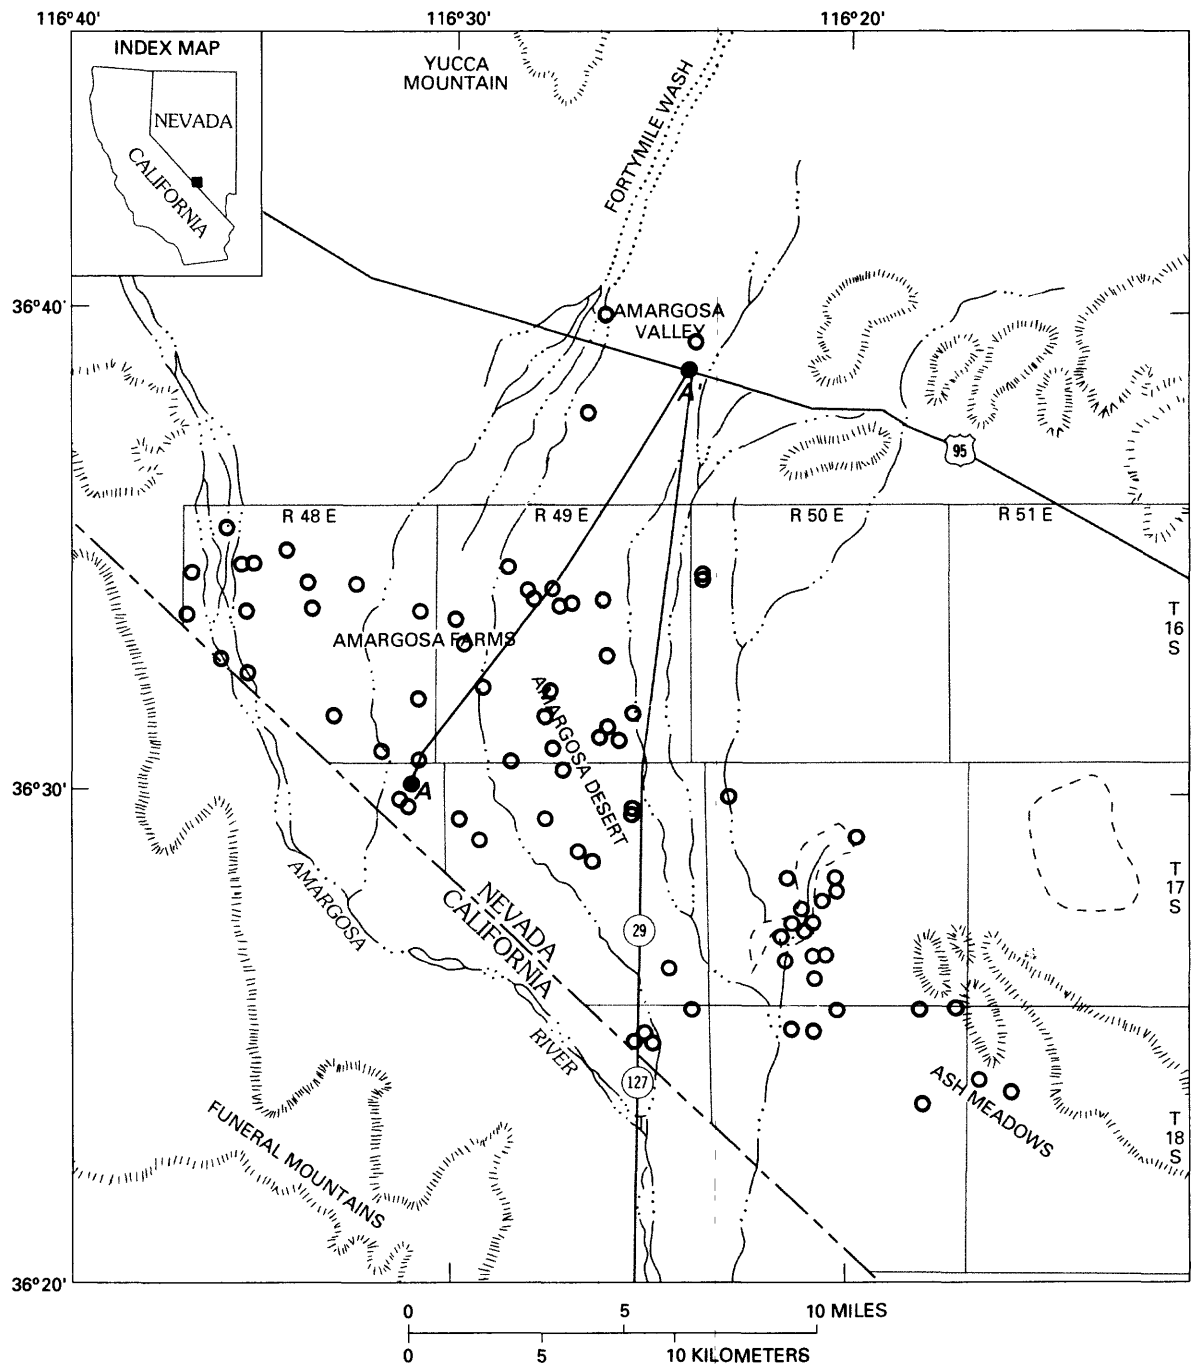 116°40'
116°30'
116°20'
INDEX MAP
NEVADA
CALIFORNIA
YUCCA
MOUNTAIN
FORTYMILE WASH
36°40'
AMARGOSA
VALLEY
A'
95
R 48 E
R 49 E
R 50 E
R 51 E
T
16
S
AMARGOSA FARMS
AMARGOSA DESERT
36°30'
A
T
17
S
NEVADA
CALIFORNIA
AMARGOSA
RIVER
29
127
ASH MEADOWS
T
18
S
FUNERAL MOUNTAINS
36°20'
0 5 10 MILES
0 5 10 KILOMETERS